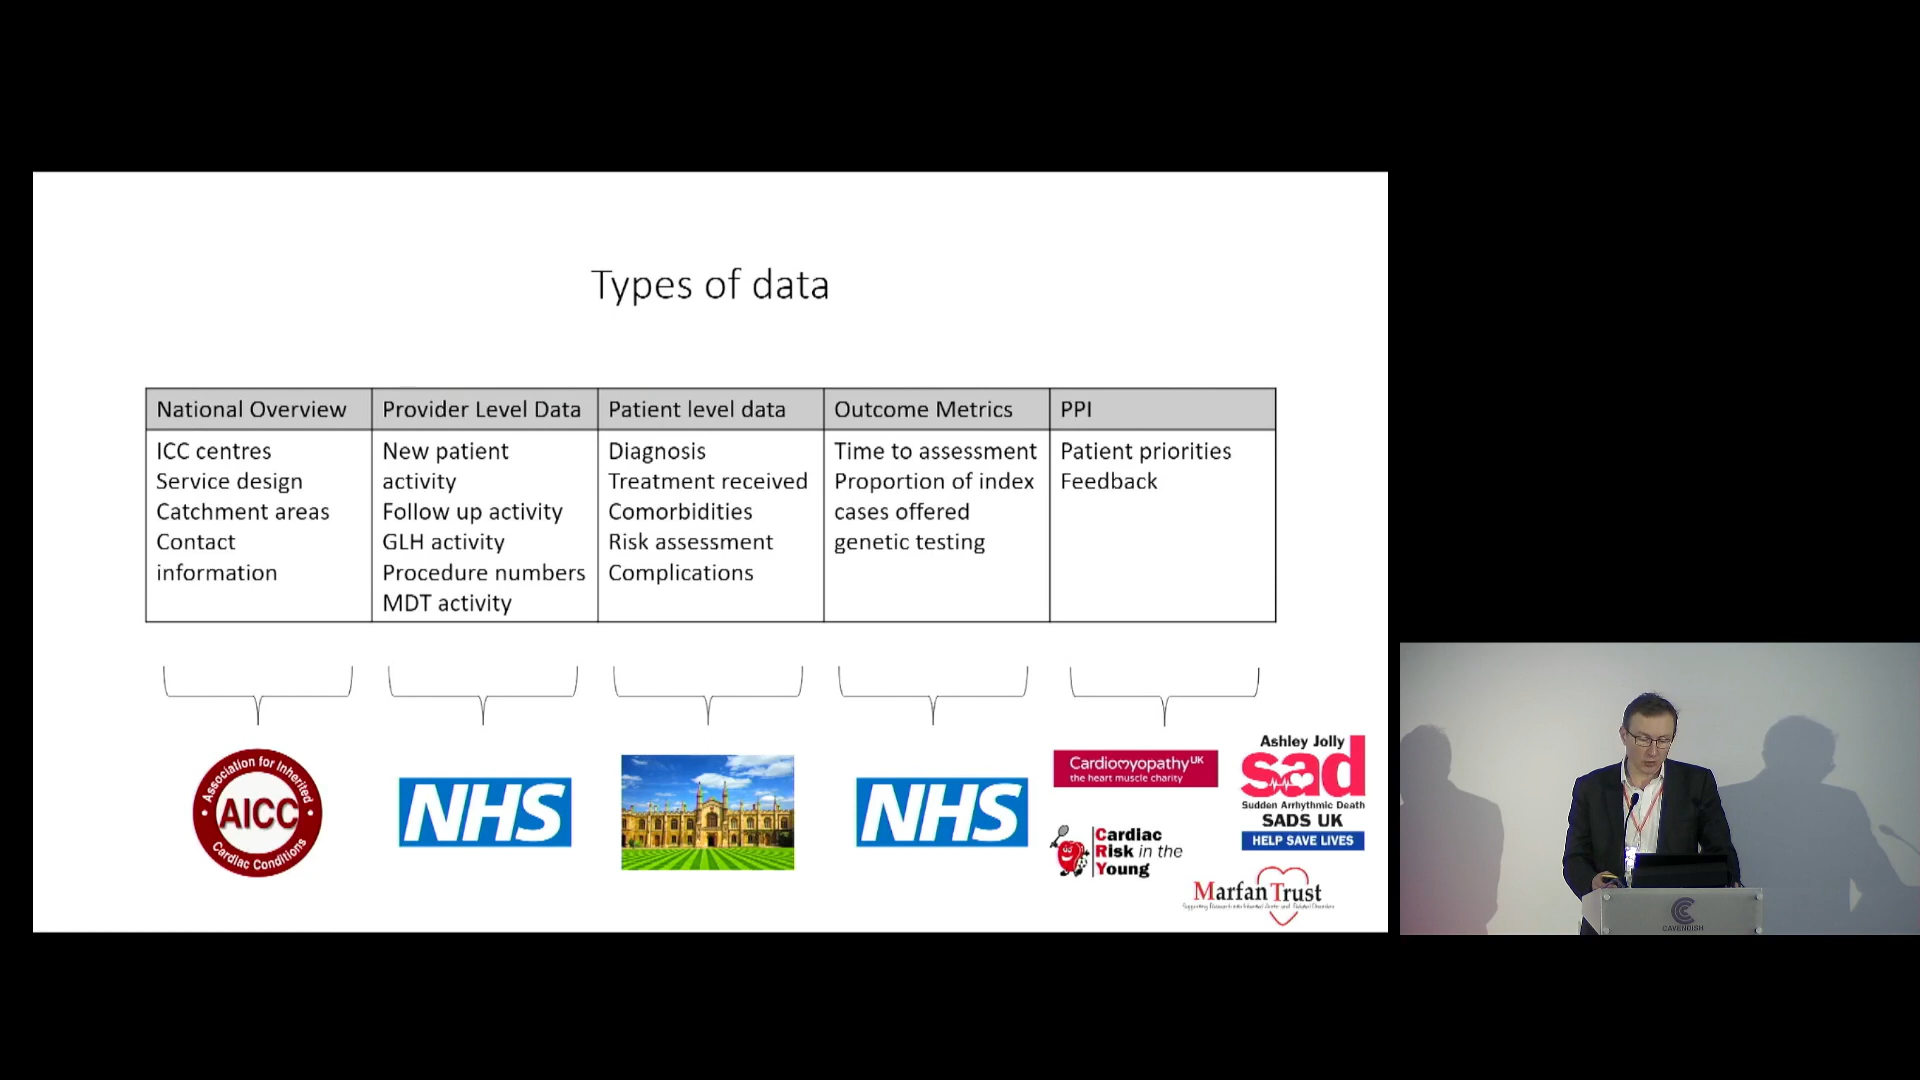 Types of data
National Overview
Provider Level Data
Patient level data
Outcome Metrics
PPI
ICC centres
Service design
Catchment areas
Contact
information
New patient
activity
Follow up activity
GLH activity
Procedure numbers
MDT activity
Diagnosis
Treatment received
Comorbidities
Risk assessment
Complications
Time to assessment
Proportion of index
cases offered
genetic testing
Patient priorities
Feedback
Association for Inherited
AICC
Cardiac Conditions
NHS
NHS
Cardiomyopathy UK
the heart muscle charity
Ashley Jolly
sad
Sudden Arrhythmic Death
SADS UK
HELP SAVE LIVES
Cardiac
Risk in the
Young
Marfan Trust
CAVENDISH